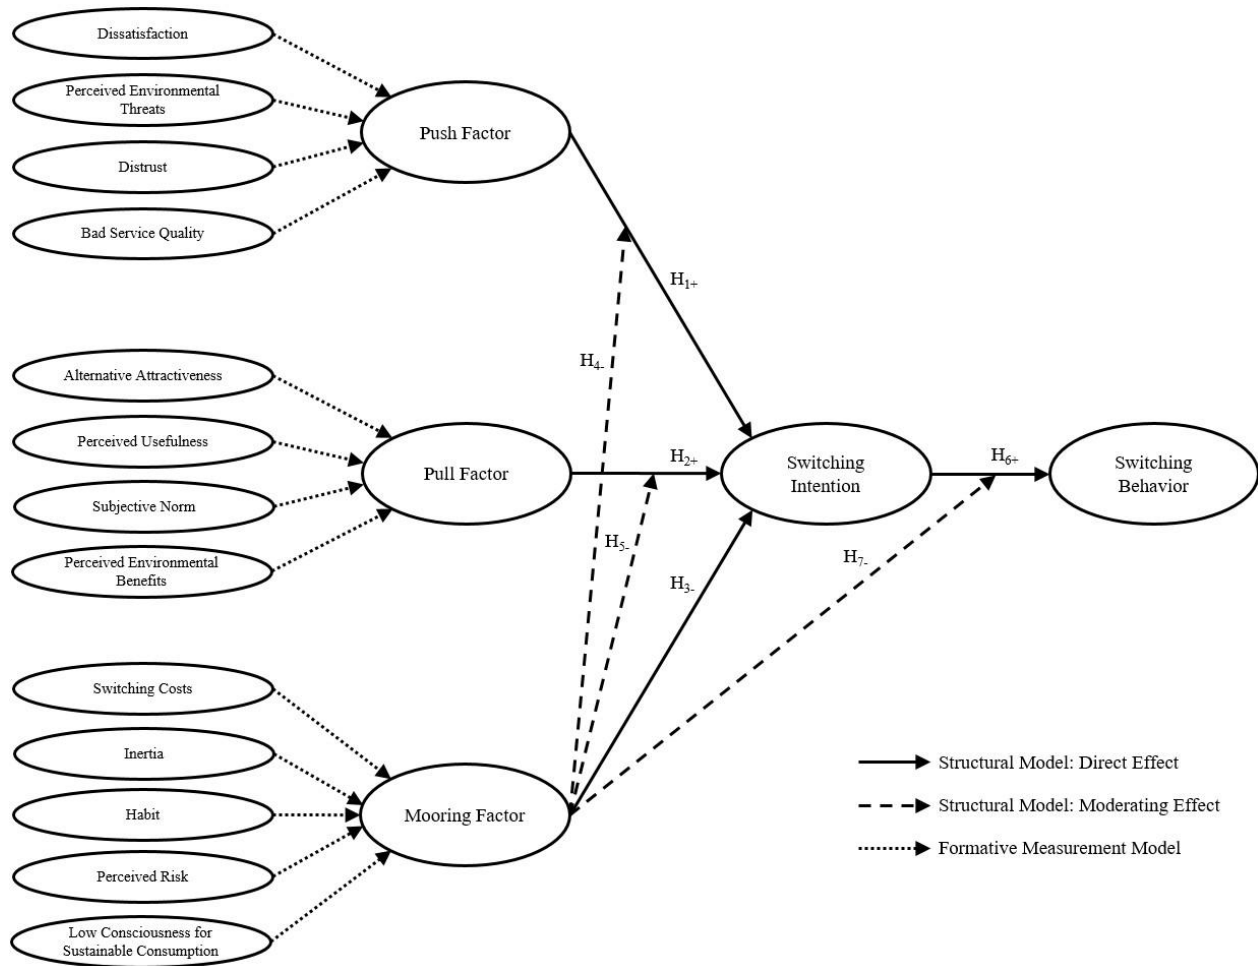 Dissatisfaction
Perceived Environmental
Threats
Distrust
Bad Service Quality
Push Factor
H1+
H4-
Alternative Attractiveness
Perceived Usefulness
Subjective Norm
Perceived Environmental
Benefits
Pull Factor
H2+
H5-
H3-
Switching
Intention
H6+
H7-
Switching
Behavior
Switching Costs
Inertia
Habit
Perceived Risk
Low Consciousness for
Sustainable Consumption
Mooring Factor
Structural Model: Direct Effect
Structural Model: Moderating Effect
Formative Measurement Model